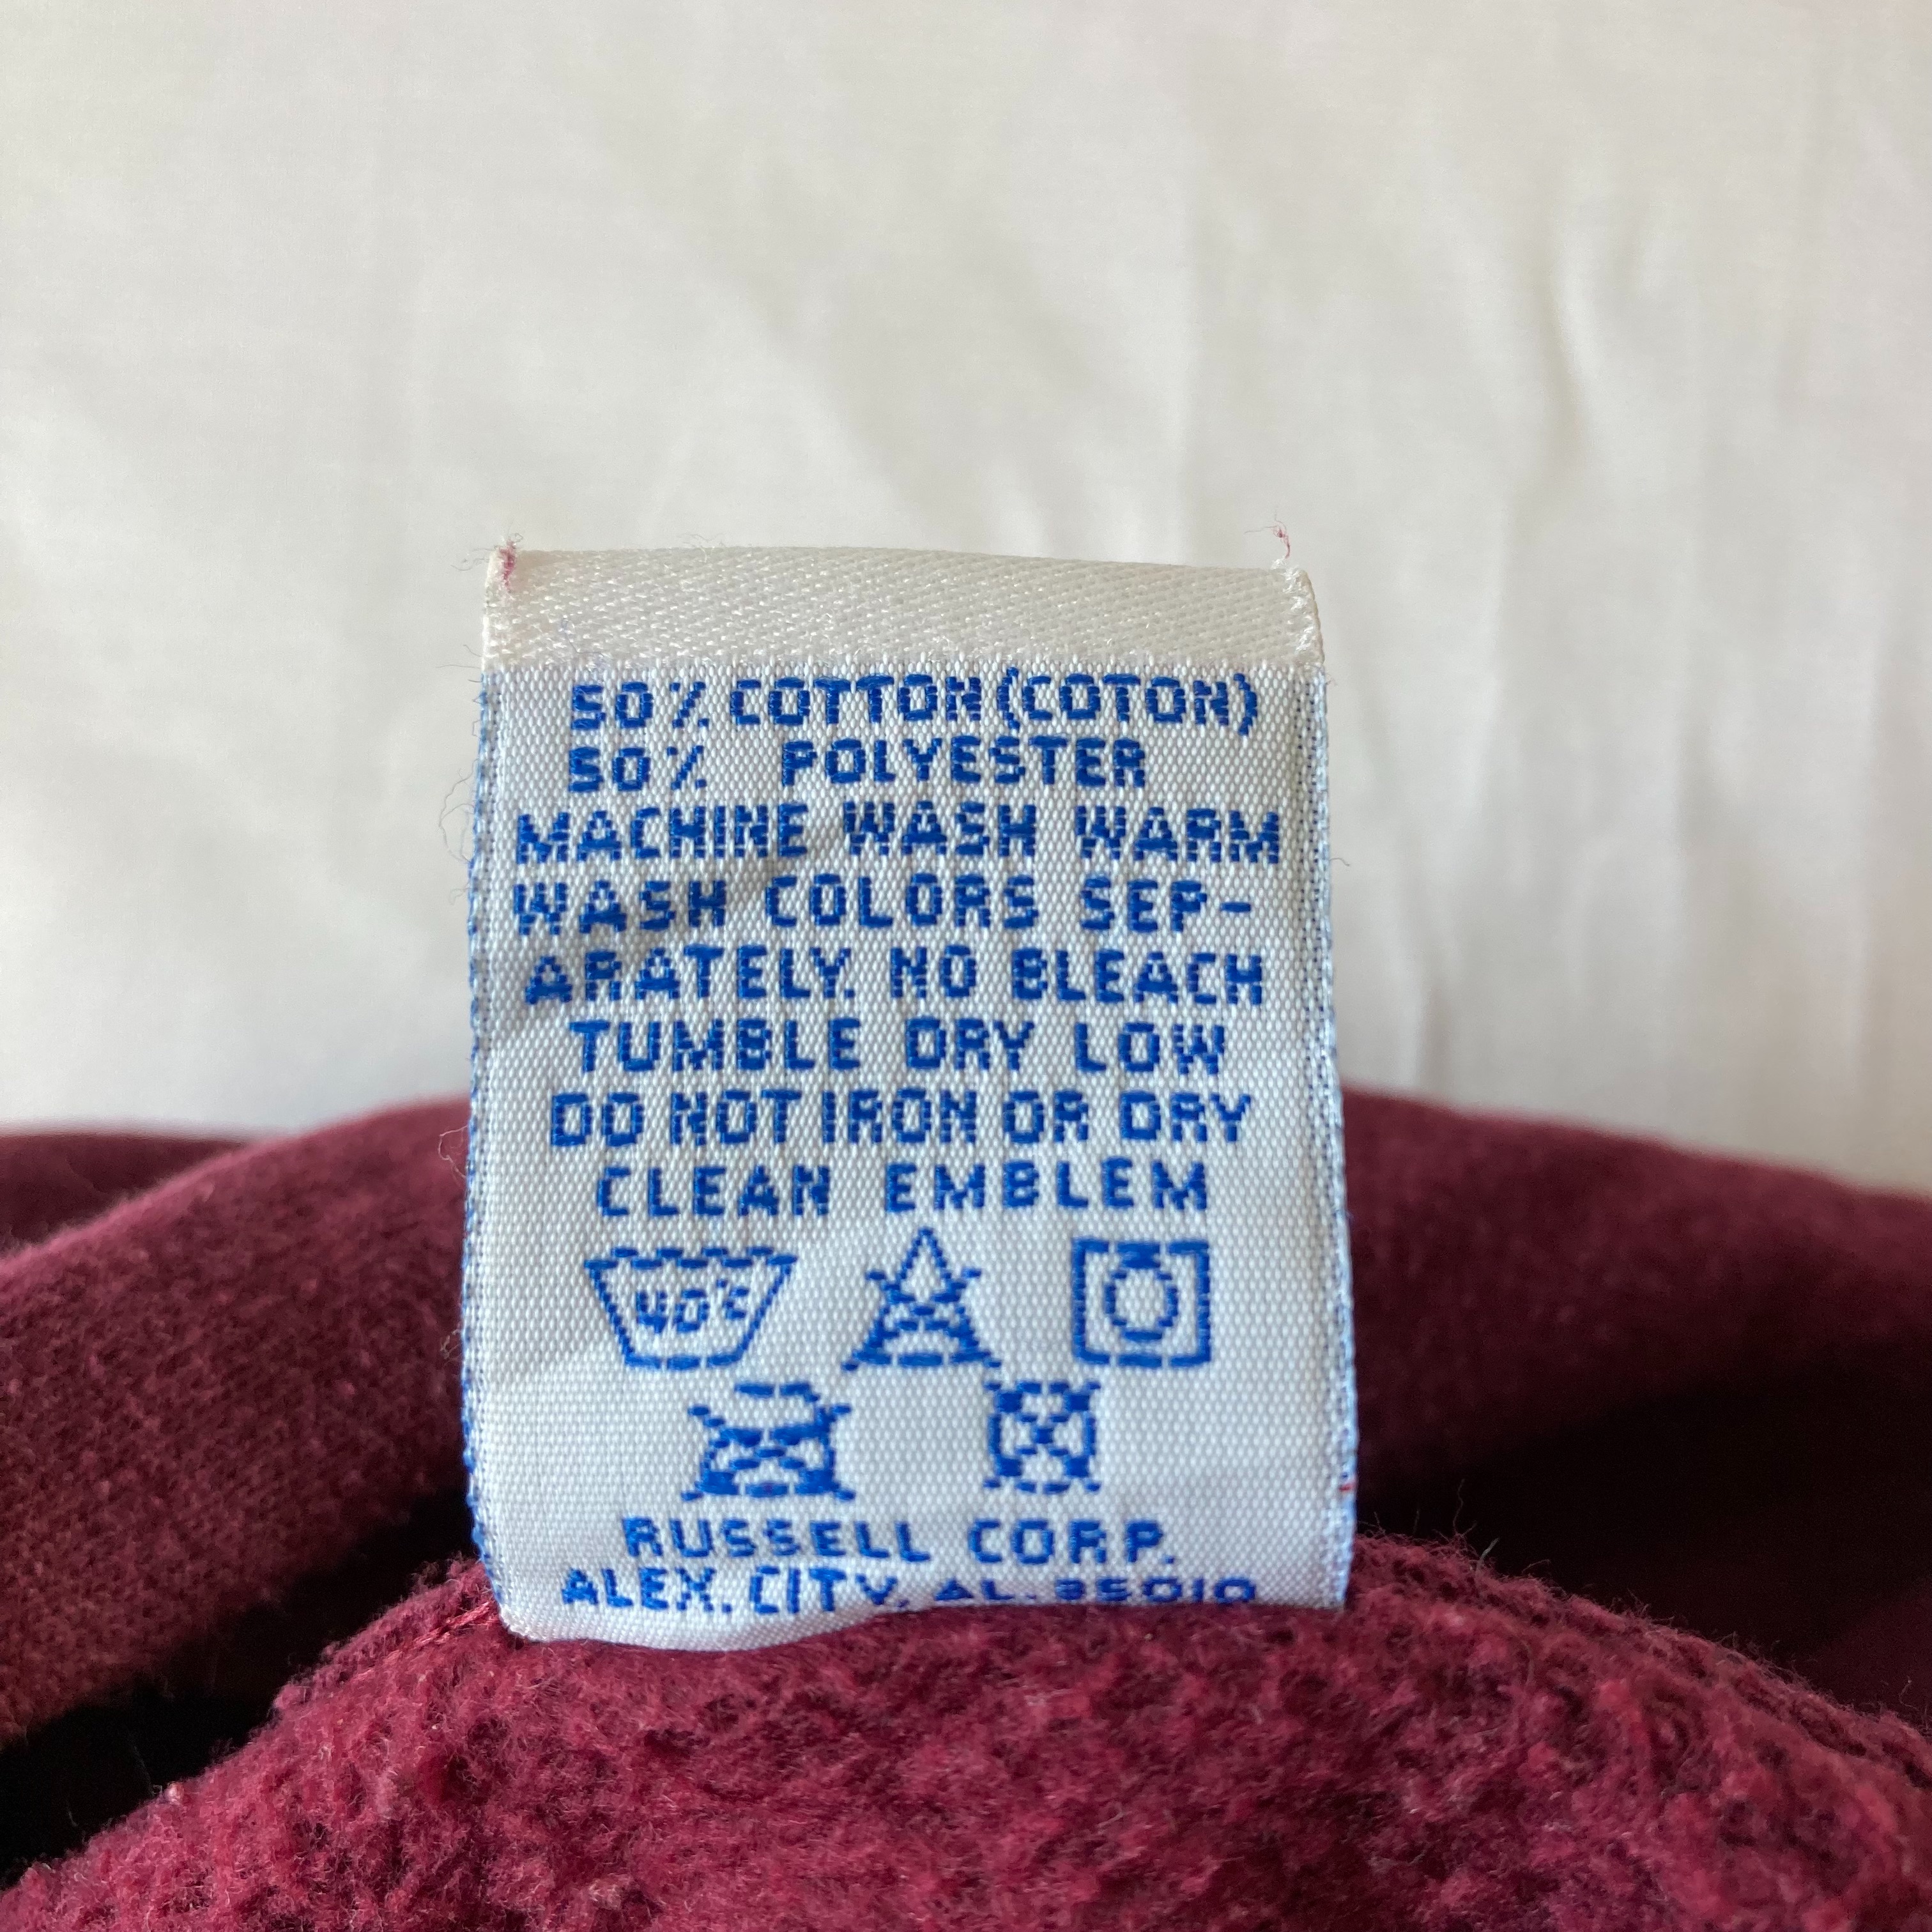 50% COTTON (COTON)
50% POLYESTER
MACHINE WASH WARM
WASH COLORS SEP-
ARATELY. NO BLEACH
TUMBLE DRY LOW
DO NOT IRON OR DRY
CLEAN EMBLEM
40°C
RUSSELL CORP.
ALEX. CITY, AL. 35010